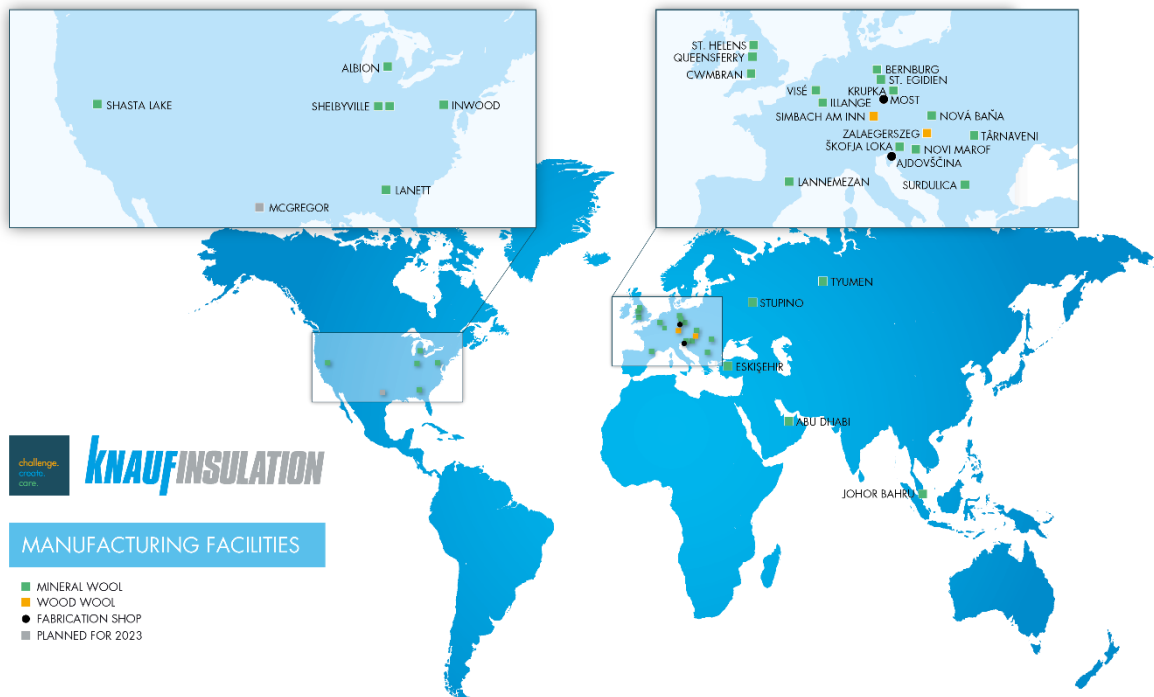 ALBION
SHASTA LAKE
SHELBYVILLE
INWOOD
LANETT
MCGREGOR
ST. HELENS
QUEENSFERRY
CWMBRAN
BERNBURG
ST. EGIDIEN
VISÉ
KRUPKA
MOST
ILLANGE
SIMBACH AM INN
NOVÁ BAŇA
ZALAEGERSZEG
TÂRNAVENI
ŠKOFJA LOKA
NOVI MAROF
AJDOVŠČINA
LANNEMEZAN
SURDULICA
TYUMEN
STUPINO
ESKIŞEHIR
ABU DHABI
JOHOR BAHRU
challenge.
create.
care.
KNAUFINSULATION
MANUFACTURING FACILITIES
MINERAL WOOL
WOOD WOOL
FABRICATION SHOP
PLANNED FOR 2023